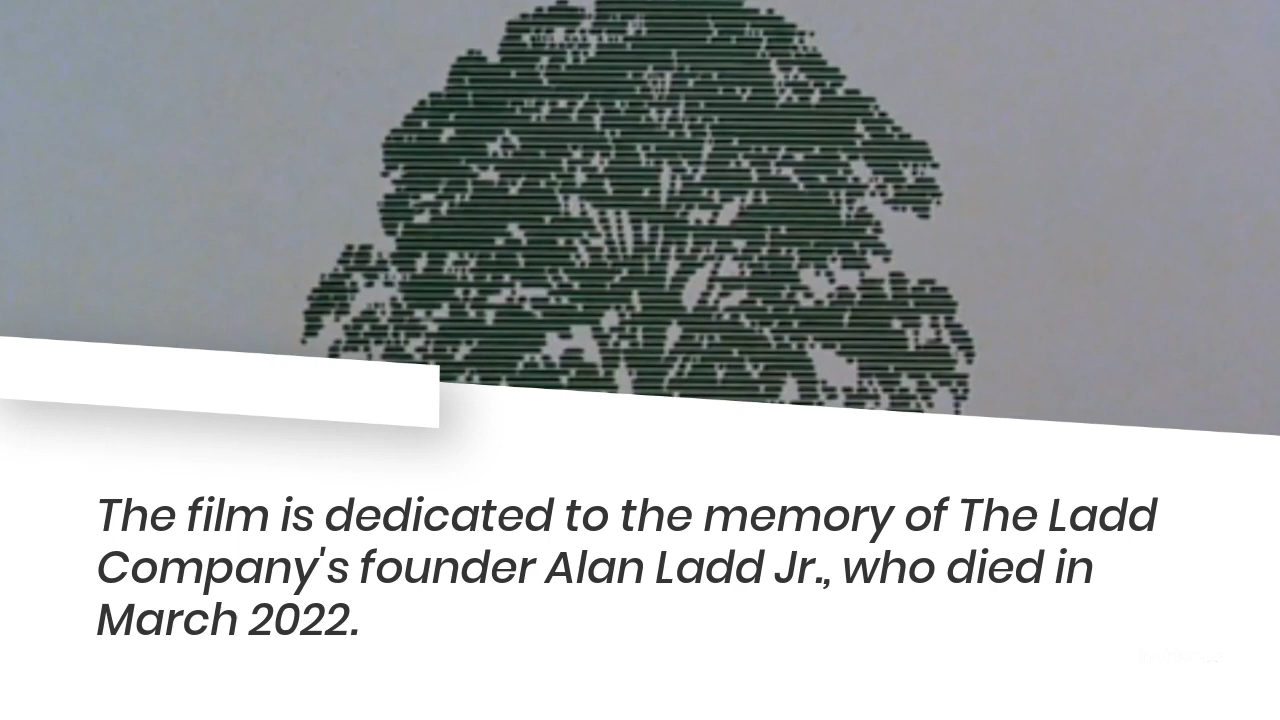 The film is dedicated to the memory of The Ladd
Company's founder Alan Ladd Jr., who died in
March 2022.